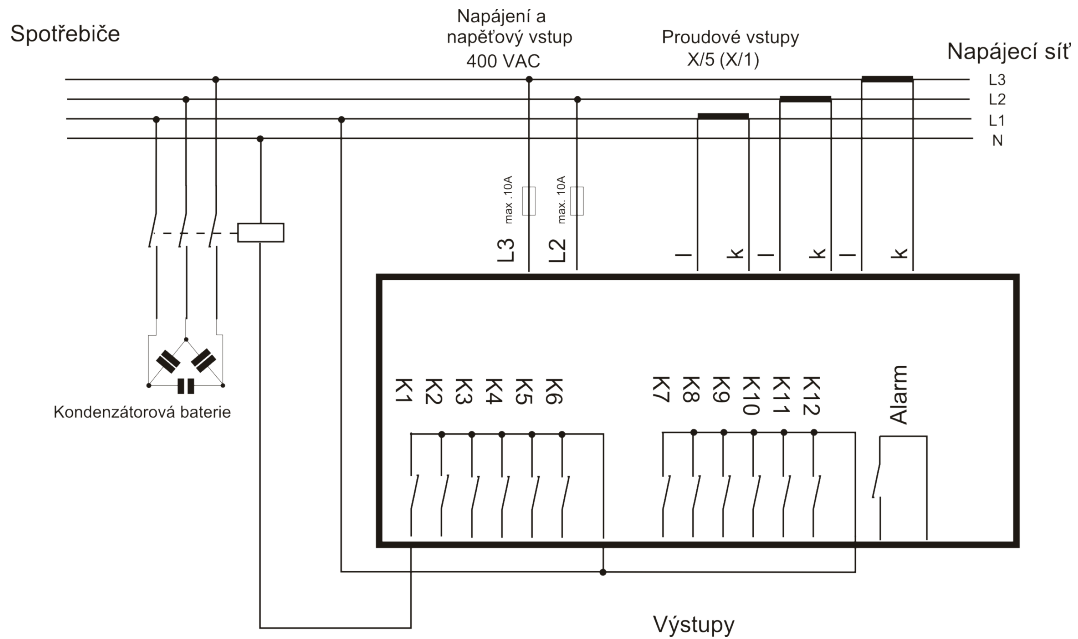 Spotřebiče
Napájení a
napěťový vstup
400 VAC
Proudové vstupy
X/5 (X/1)
Napájecí síť
L3
L2
L1
N
max .10A
max. 10A
L3
L2
l
k
l
k
l
k
Kondenzátorová baterie
K1
K2
K3
K4
K5
K6
K7
K8
K9
K10
K11
K12
Alarm
Výstupy